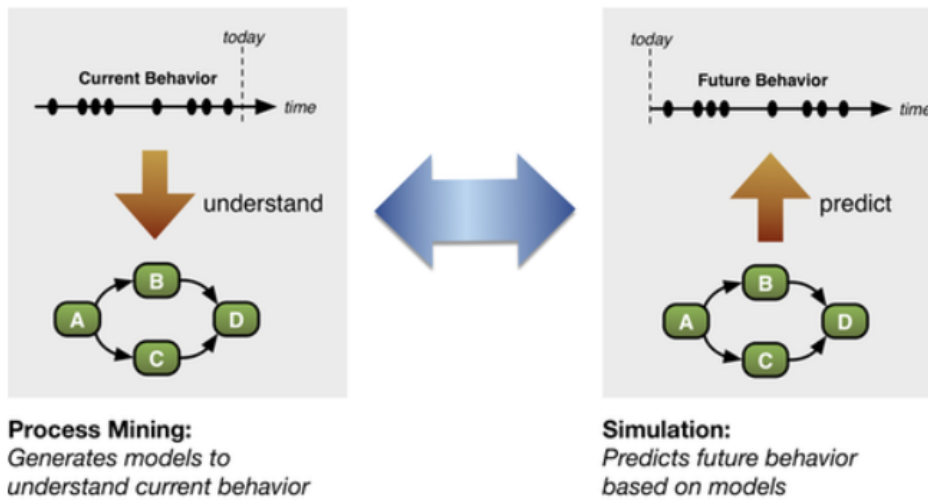 today
Current Behavior
time
understand
A
B
C
D
Process Mining:
Generates models to
understand current behavior
today
Future Behavior
time
predict
A
B
C
D
Simulation:
Predicts future behavior
based on models